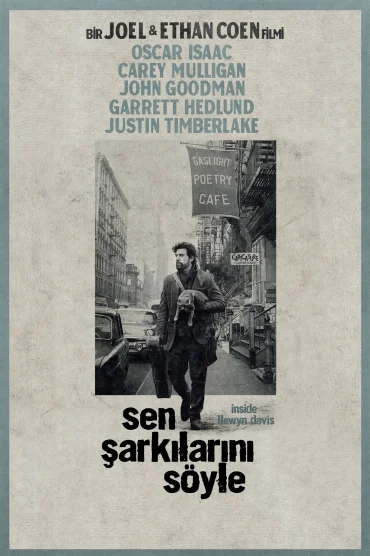 BİR JOEL & ETHAN COEN FİLMİ
OSCAR ISAAC
CAREY MULLIGAN
JOHN GOODMAN
GARRETT HEDLUND
JUSTIN TIMBERLAKE
GASLIGHT
POETRY
CAFE
CARICATURE
sen
şarkılarını
söyle
inside
llewyn davis